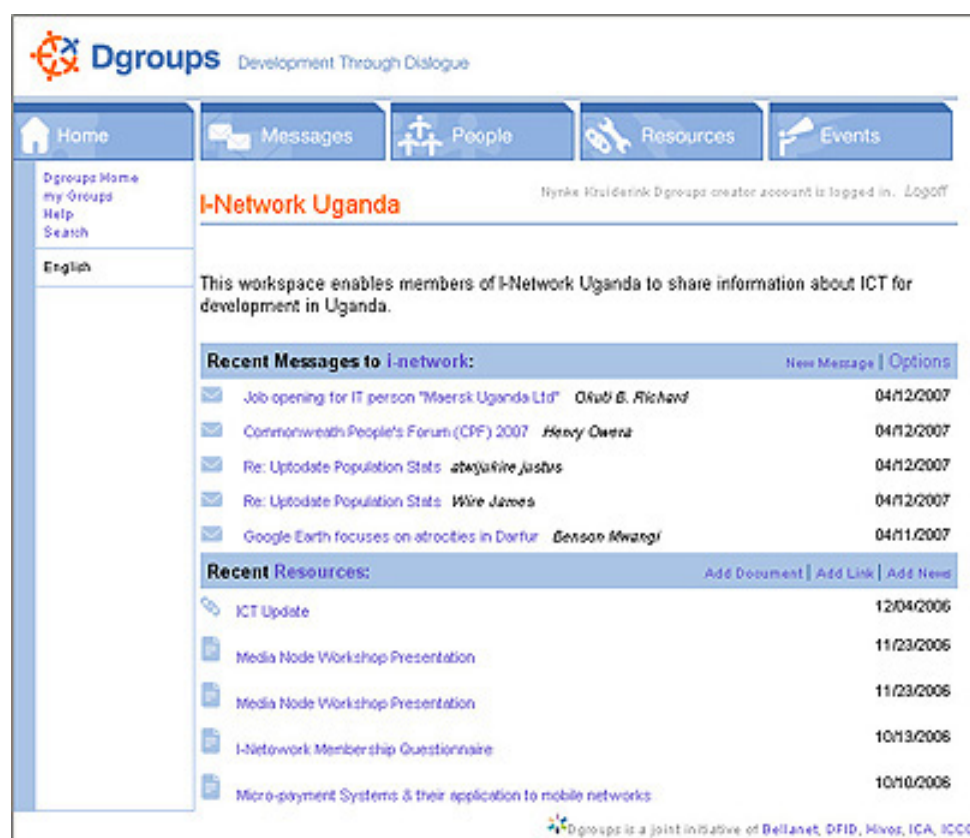 Dgroups Development Through Dialogue
Home Messages People Resources Events
Dgroups Home
my Groups
Help
Search
English
Nynke Kruiderink Dgroups creator account is logged in. Logoff
I-Network Uganda
This workspace enables members of I-Network Uganda to share information about ICT for
development in Uganda.
Recent Messages to i-network: New Message | Options
Job opening for IT person "Maersk Uganda Ltd" Okuti B. Richard 04/12/2007
Commonweath People's Forum (CPF) 2007 Henry Owera 04/12/2007
Re: Uptodate Population Stats atwijukire justus 04/12/2007
Re: Uptodate Population Stats Wire James 04/12/2007
Google Earth focuses on atrocities in Darfur Benson Mwangi 04/11/2007
Recent Resources: Add Document | Add Link | Add News
ICT Update 12/04/2006
Media Node Workshop Presentation 11/23/2006
Media Node Workshop Presentation 11/23/2006
I-Netowork Membership Questionnaire 10/13/2006
Micro-payment Systems & their application to mobile networks 10/10/2006
Dgroups is a joint initiative of Bellanet, DFID, Hivos, ICA, ICCO